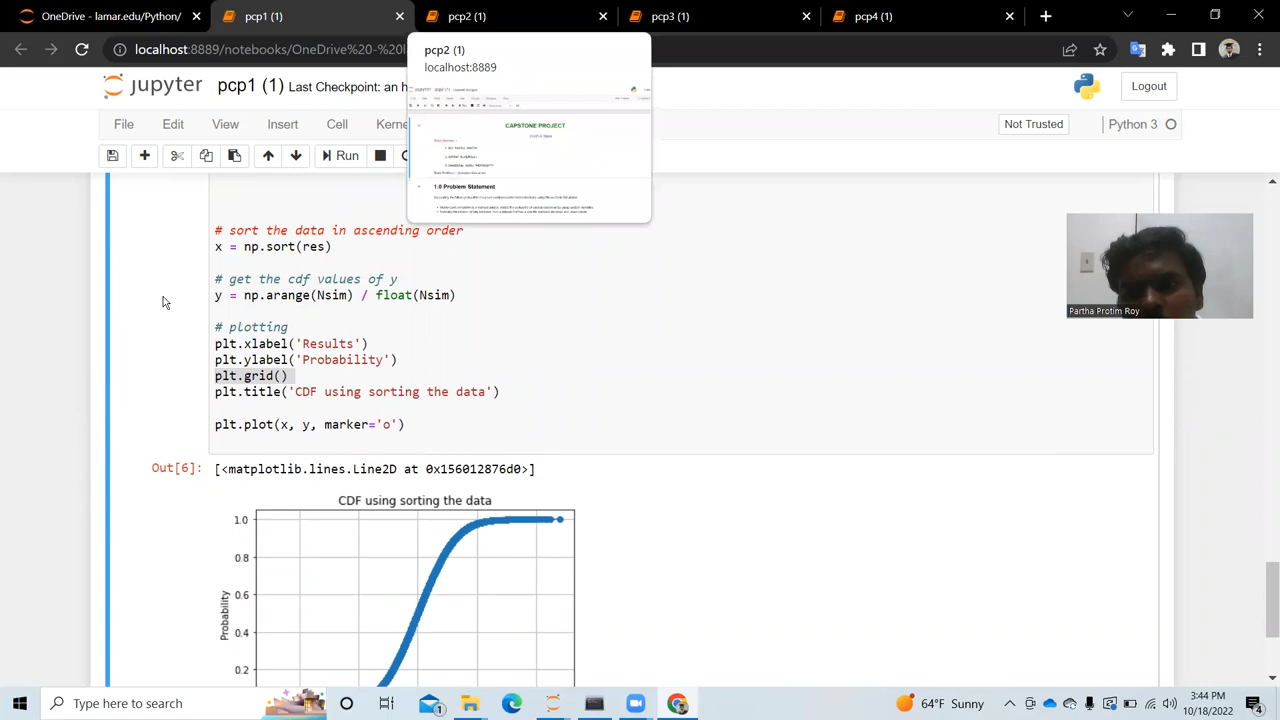 OneDrive - lamar.edu/
pcp1 (1)
pcp2 (1)
pcp3 (1)
pcp4 (1)
localhost:8889/notebooks/OneDrive%20-%20l
pcp2 (1)
localhost:8889
jupyter
pcp1 (1)
Last Checkpoint: an h
File
Edit
View
Insert
Cell
Kerne
Not Trusted
Python 3
Run
CAPSTONE PROJECT
1.0 Problem Statement
# sort the data in ascending order
x = np.sort(res)
# get the cdf values of y
y = np.arange(Nsim) / float(Nsim)
# plotting
plt.xlabel('Results')
plt.ylabel('Probability')
plt.grid()
plt.title('CDF using sorting the data')
plt.plot(x, y, marker='o')
Partha Protim Roy
Out[6]:
[<matplotlib.lines.Line2D at 0x156012876d0>]
CDF using sorting the data
1.0
0.8
0.6
0.4
0.2
Probability
Type here to search
1
64°F Sunny
3:44 PM
10/18/2022
4